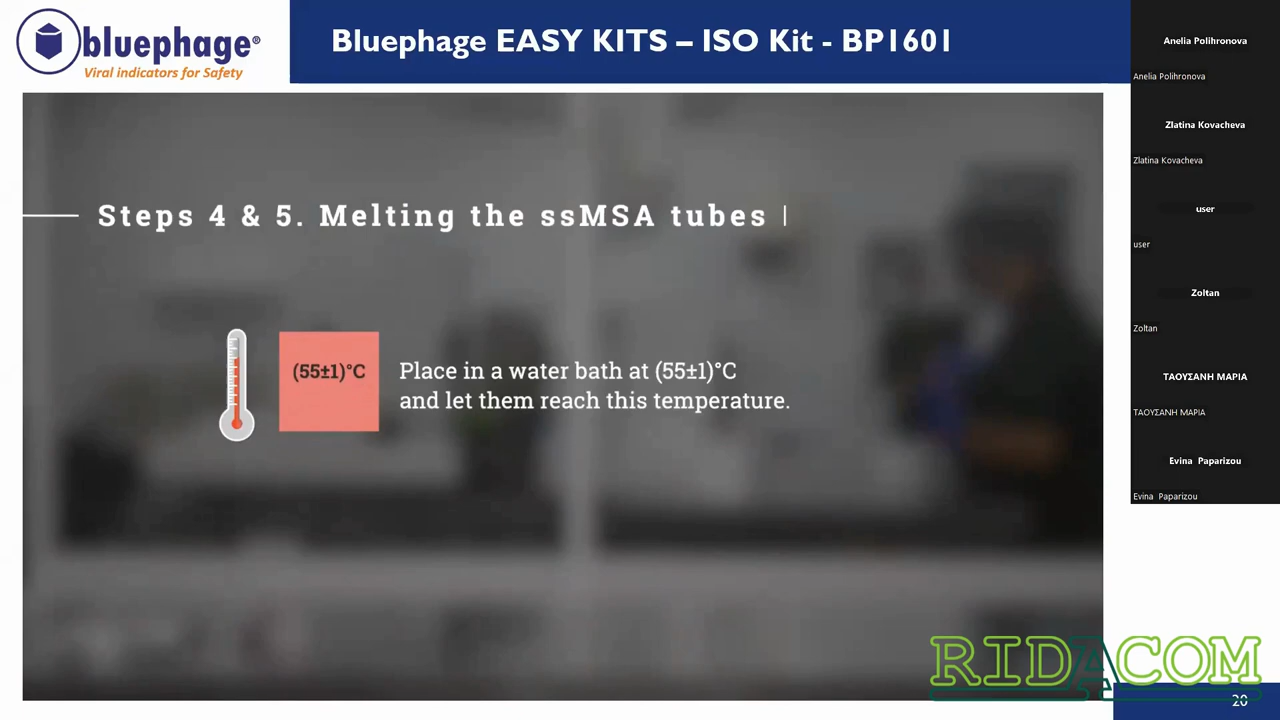 bluephage®
Viral indicators for Safety
Bluephage EASY KITS – ISO Kit - BP1601
Steps 4 & 5. Melting the ssMSA tubes
(55±1)°C
Place in a water bath at (55±1)°C
and let them reach this temperature.
Anelia Polihronova
Anelia Polihronova
Zlatina Kovacheva
Zlatina Kovacheva
user
user
Zoltan
Zoltan
ΤΑΟΥΣΑΝΗ ΜΑΡΙΑ
ΤΑΟΥΣΑΝΗ ΜΑΡΙΑ
Evina Paparizou
Evina Paparizou
RIDACOM
20